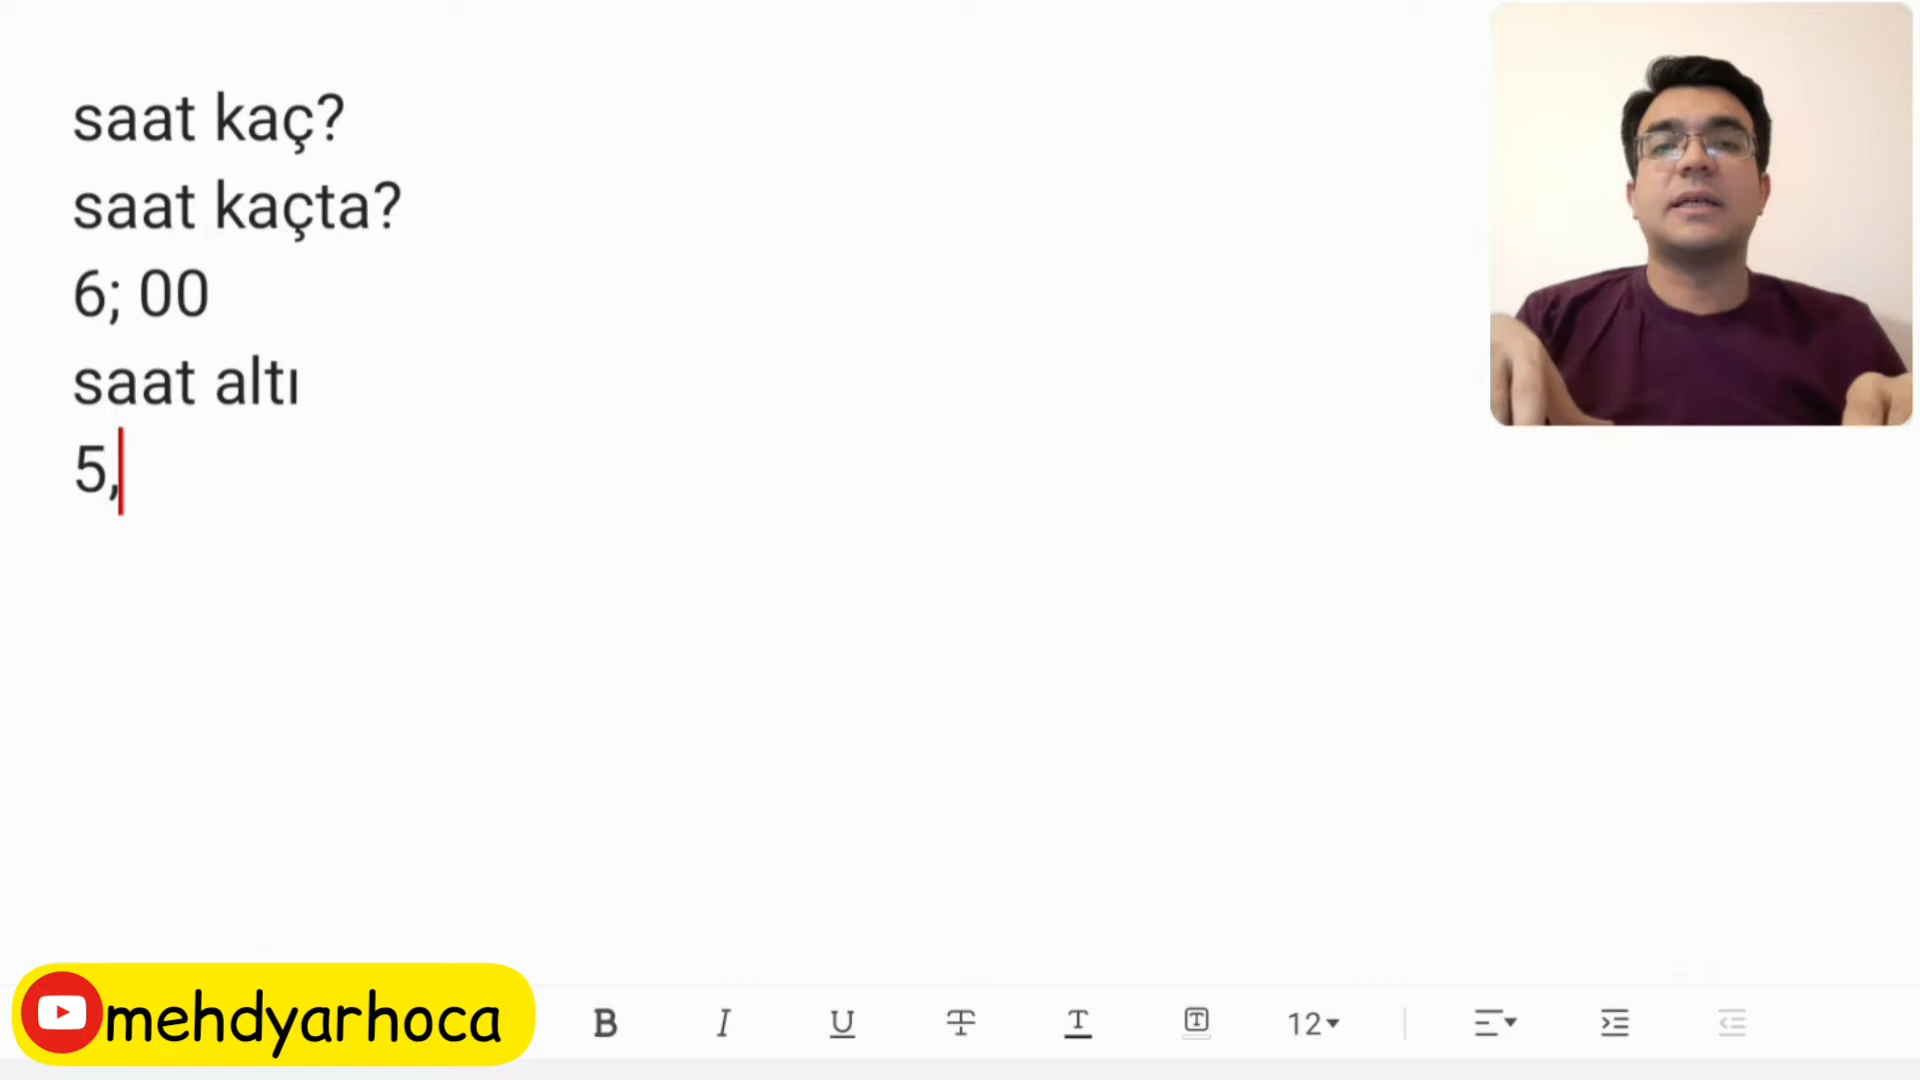 saat kaç?
saat kaçta?
6; 00
saat altı
5,
mehdyarhoca
B I U T T T 12